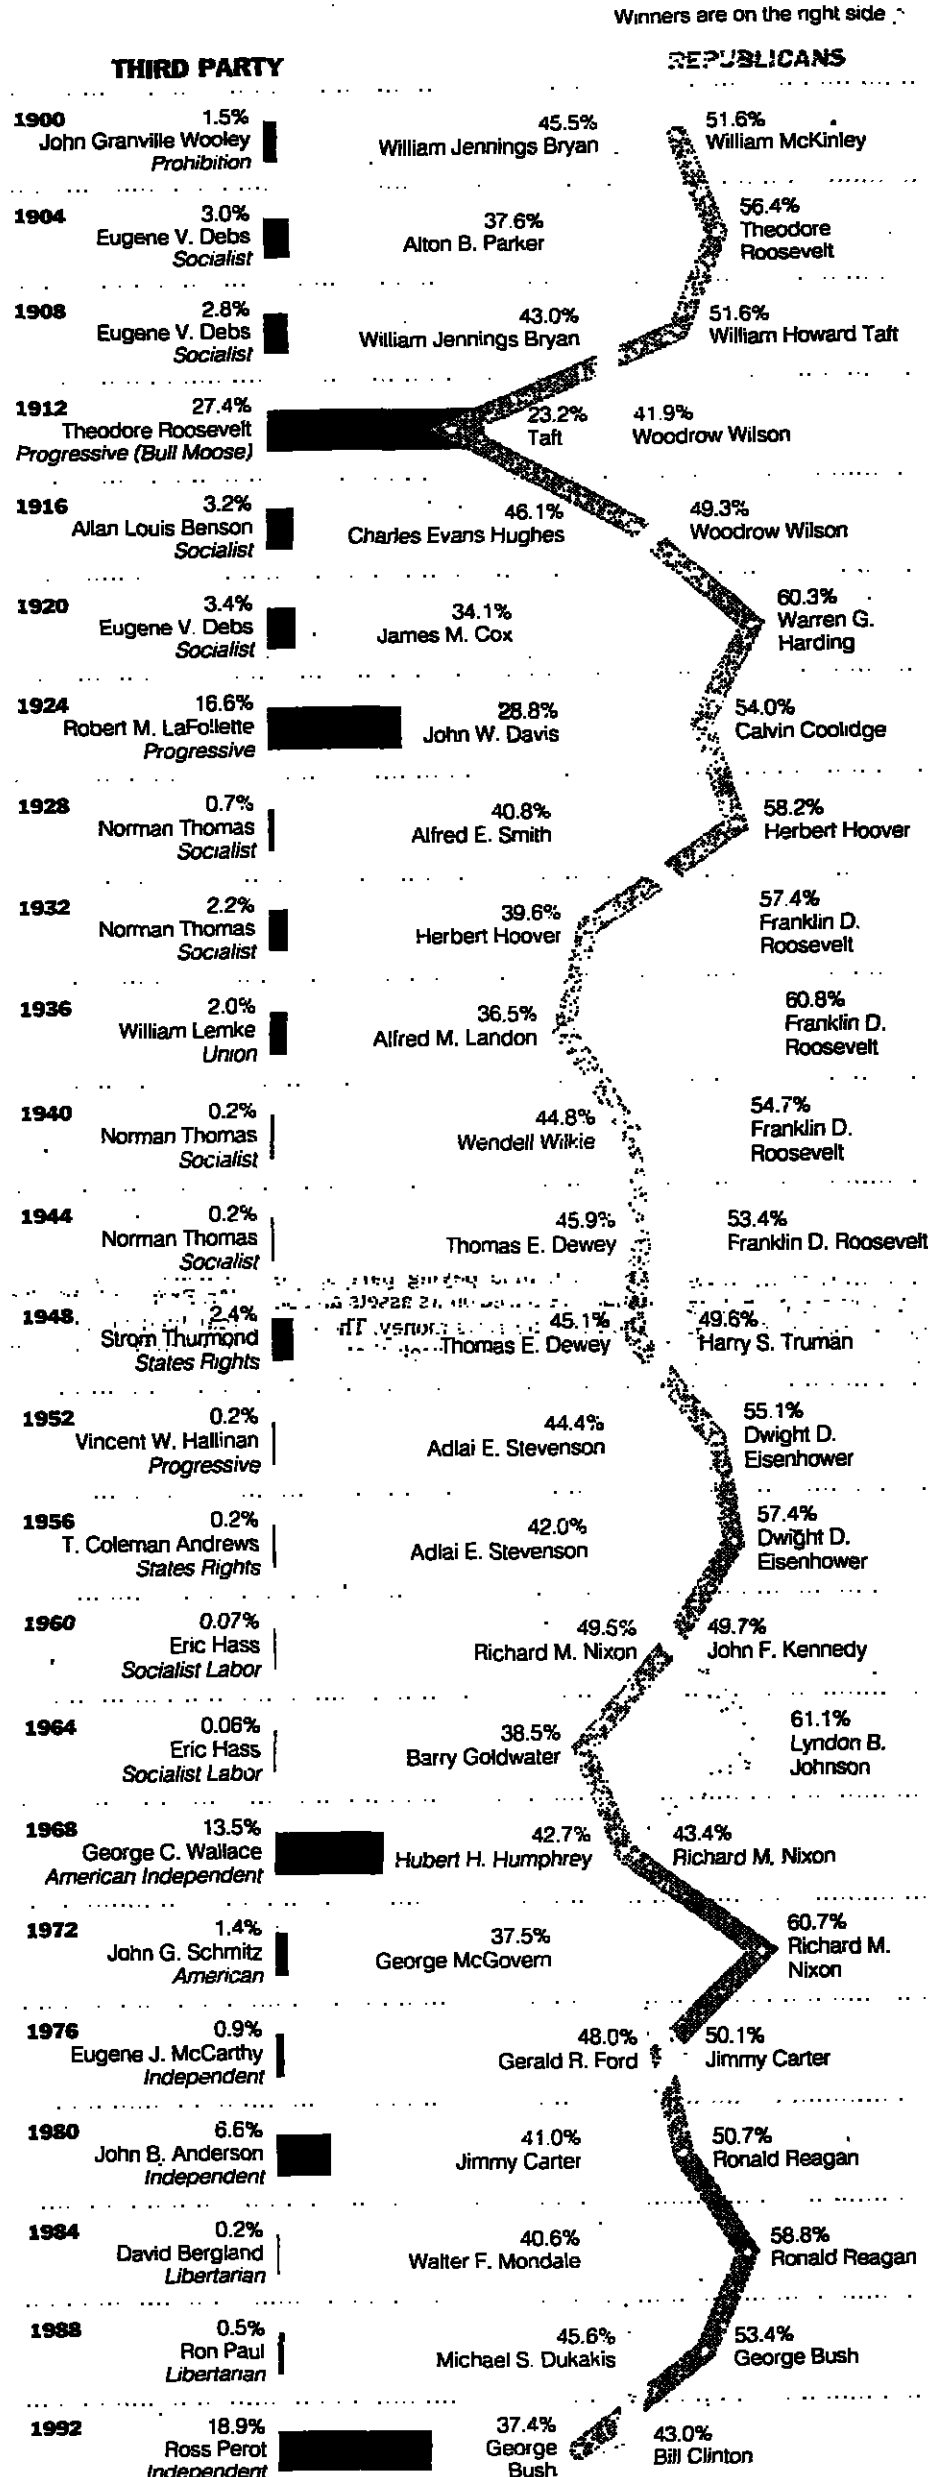 Winners are on the right side
THIRD PARTY
REPUBLICANS
1900
1.5%
John Granville Wooley
Prohibition
45.5%
William Jennings Bryan
51.6%
William McKinley
1904
3.0%
Eugene V. Debs
Socialist
37.6%
Alton B. Parker
56.4%
Theodore
Roosevelt
1908
2.8%
Eugene V. Debs
Socialist
43.0%
William Jennings Bryan
51.6%
William Howard Taft
1912
27.4%
Theodore Roosevelt
Progressive (Bull Moose)
23.2%
Taft
41.9%
Woodrow Wilson
1916
3.2%
Allan Louis Benson
Socialist
46.1%
Charles Evans Hughes
49.3%
Woodrow Wilson
1920
3.4%
Eugene V. Debs
Socialist
34.1%
James M. Cox
60.3%
Warren G.
Harding
1924
16.6%
Robert M. LaFollette
Progressive
28.8%
John W. Davis
54.0%
Calvin Coolidge
1928
0.7%
Norman Thomas
Socialist
40.8%
Alfred E. Smith
58.2%
Herbert Hoover
1932
2.2%
Norman Thomas
Socialist
39.6%
Herbert Hoover
57.4%
Franklin D.
Roosevelt
1936
2.0%
William Lemke
Union
36.5%
Alfred M. Landon
60.8%
Franklin D.
Roosevelt
1940
0.2%
Norman Thomas
Socialist
44.8%
Wendell Wilkie
54.7%
Franklin D.
Roosevelt
1944
0.2%
Norman Thomas
Socialist
45.9%
Thomas E. Dewey
53.4%
Franklin D. Roosevelt
1948
2.4%
Strom Thurmond
States Rights
45.1%
Thomas E. Dewey
49.6%
Harry S. Truman
1952
0.2%
Vincent W. Hallinan
Progressive
44.4%
Adlai E. Stevenson
55.1%
Dwight D.
Eisenhower
1956
0.2%
T. Coleman Andrews
States Rights
42.0%
Adlai E. Stevenson
57.4%
Dwight D.
Eisenhower
1960
0.07%
Eric Hass
Socialist Labor
49.5%
Richard M. Nixon
49.7%
John F. Kennedy
1964
0.06%
Eric Hass
Socialist Labor
38.5%
Barry Goldwater
61.1%
Lyndon B.
Johnson
1968
13.5%
George C. Wallace
American Independent
42.7%
Hubert H. Humphrey
43.4%
Richard M. Nixon
1972
1.4%
John G. Schmitz
American
37.5%
George McGovern
60.7%
Richard M.
Nixon
1976
0.9%
Eugene J. McCarthy
Independent
48.0%
Gerald R. Ford
50.1%
Jimmy Carter
1980
6.6%
John B. Anderson
Independent
41.0%
Jimmy Carter
50.7%
Ronald Reagan
1984
0.2%
David Bergland
Libertarian
40.6%
Walter F. Mondale
58.8%
Ronald Reagan
1988
0.5%
Ron Paul
Libertarian
45.6%
Michael S. Dukakis
53.4%
George Bush
1992
18.9%
Ross Perot
Independent
37.4%
George
Bush
43.0%
Bill Clinton